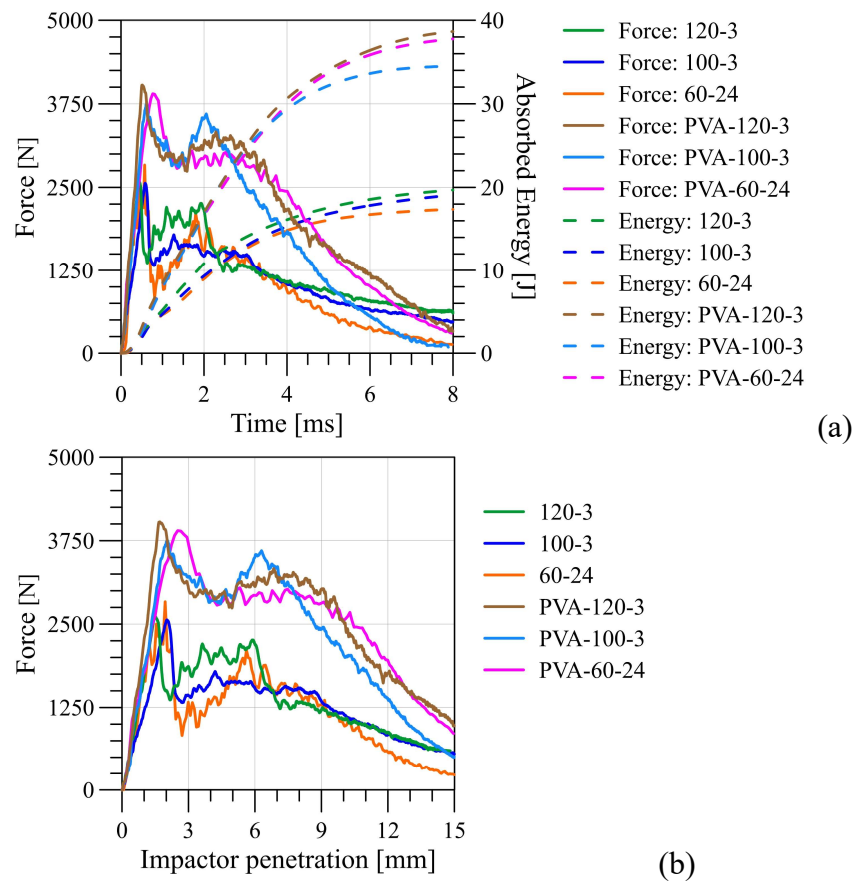 5000
3750
2500
1250
0
Force [N]
40
30
20
10
0
Absorbed Energy [J]
0 2 4 6 8
Time [ms]
Force: 120-3
Force: 100-3
Force: 60-24
Force: PVA-120-3
Force: PVA-100-3
Force: PVA-60-24
Energy: 120-3
Energy: 100-3
Energy: 60-24
Energy: PVA-120-3
Energy: PVA-100-3
Energy: PVA-60-24
(a)
5000
3750
2500
1250
0
Force [N]
0 3 6 9 12 15
Impactor penetration [mm]
120-3
100-3
60-24
PVA-120-3
PVA-100-3
PVA-60-24
(b)